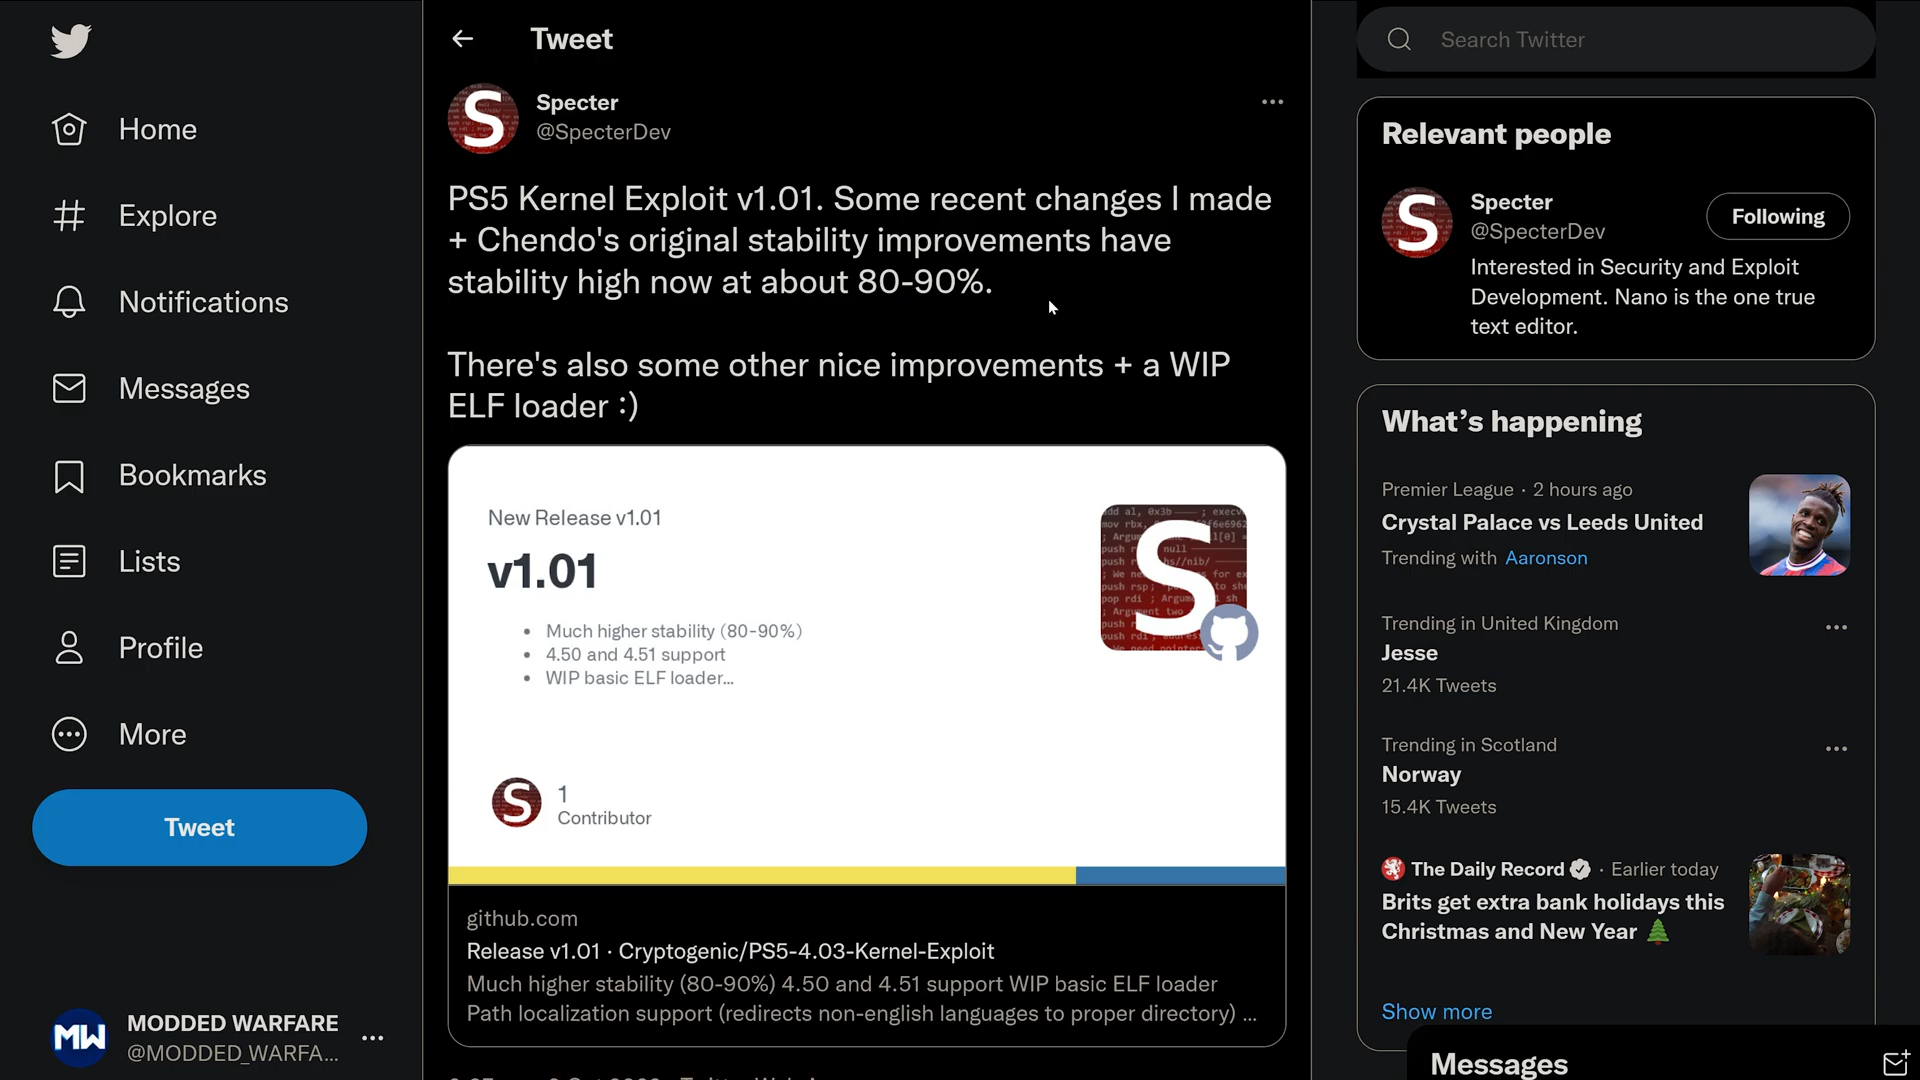 Home
Explore
Notifications
Messages
Bookmarks
Lists
Profile
More
Tweet
MW
MODDED WARFARE
@MODDED_WARFA...
Tweet
S
Specter
@SpecterDev
PS5 Kernel Exploit v1.01. Some recent changes I made
+ Chendo's original stability improvements have
stability high now at about 80-90%.
There's also some other nice improvements + a WIP
ELF loader :)
New Release v1.01
v1.01
• Much higher stability (80-90%)
• 4.50 and 4.51 support
• WIP basic ELF loader...
S
S
1
Contributor
github.com
Release v1.01 · Cryptogenic/PS5-4.03-Kernel-Exploit
Much higher stability (80-90%) 4.50 and 4.51 support WIP basic ELF loader
Path localization support (redirects non-english languages to proper directory) ...
Search Twitter
Relevant people
S
Specter
@SpecterDev
Following
Interested in Security and Exploit
Development. Nano is the one true
text editor.
What's happening
Premier League · 2 hours ago
Crystal Palace vs Leeds United
Trending with Aaronson
Trending in United Kingdom
Jesse
21.4K Tweets
Trending in Scotland
Norway
15.4K Tweets
The Daily Record · Earlier today
Brits get extra bank holidays this
Christmas and New Year 🎄
Show more
Messages